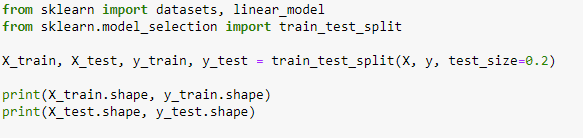 from sklearn import datasets, linear_model
from sklearn.model_selection import train_test_split
X_train, X_test, y_train, y_test = train_test_split(X, y, test_size=0.2)
print(X_train.shape, y_train.shape)
print(X_test.shape, y_test.shape)